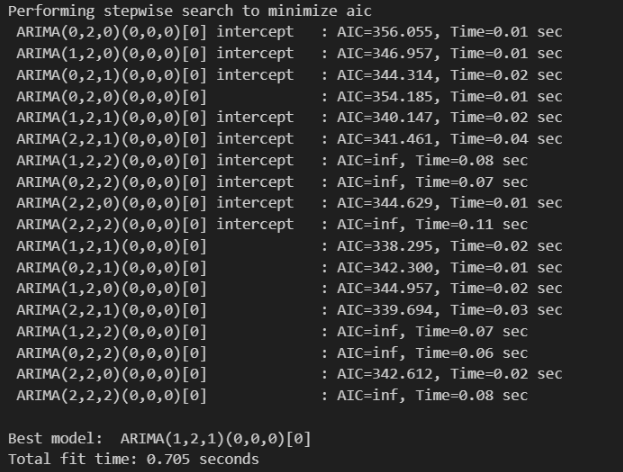 Performing stepwise search to minimize aic
ARIMA(0,2,0)(0,0,0)[0] intercept   : AIC=356.055, Time=0.01 sec
ARIMA(1,2,0)(0,0,0)[0] intercept   : AIC=346.957, Time=0.01 sec
ARIMA(0,2,1)(0,0,0)[0] intercept   : AIC=344.314, Time=0.02 sec
ARIMA(0,2,0)(0,0,0)[0]             : AIC=354.185, Time=0.01 sec
ARIMA(1,2,1)(0,0,0)[0] intercept   : AIC=340.147, Time=0.02 sec
ARIMA(2,2,1)(0,0,0)[0] intercept   : AIC=341.461, Time=0.04 sec
ARIMA(1,2,2)(0,0,0)[0] intercept   : AIC=inf, Time=0.08 sec
ARIMA(0,2,2)(0,0,0)[0] intercept   : AIC=inf, Time=0.07 sec
ARIMA(2,2,0)(0,0,0)[0] intercept   : AIC=344.629, Time=0.01 sec
ARIMA(2,2,2)(0,0,0)[0] intercept   : AIC=inf, Time=0.11 sec
ARIMA(1,2,1)(0,0,0)[0]             : AIC=338.295, Time=0.02 sec
ARIMA(0,2,1)(0,0,0)[0]             : AIC=342.300, Time=0.01 sec
ARIMA(1,2,0)(0,0,0)[0]             : AIC=344.957, Time=0.02 sec
ARIMA(2,2,1)(0,0,0)[0]             : AIC=339.694, Time=0.03 sec
ARIMA(1,2,2)(0,0,0)[0]             : AIC=inf, Time=0.07 sec
ARIMA(0,2,2)(0,0,0)[0]             : AIC=inf, Time=0.06 sec
ARIMA(2,2,0)(0,0,0)[0]             : AIC=342.612, Time=0.02 sec
ARIMA(2,2,2)(0,0,0)[0]             : AIC=inf, Time=0.08 sec
Best model:  ARIMA(1,2,1)(0,0,0)[0]
Total fit time: 0.705 seconds